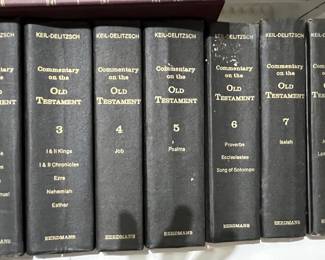 KEIL-DELITZSCH
Commentary
on the
OLD
TESTAMENT
3
I & II Kings
I & II Chronicles
Ezra
Nehemiah
Esther
EERDMANS
KEIL-DELITZSCH
Commentary
on the
OLD
TESTAMENT
4
Job
EERDMANS
KEIL-DELITZSCH
Commentary
on the
OLD
TESTAMENT
5
Psalms
EERDMANS
KEIL-DELITZSCH
Commentary
on the
OLD
TESTAMENT
6
Proverbs
Ecclesiastes
Song of Solomon
EERDMANS
KEIL-DELITZSCH
Commentary
on the
OLD
TESTAMENT
7
Isaiah
EERDMANS